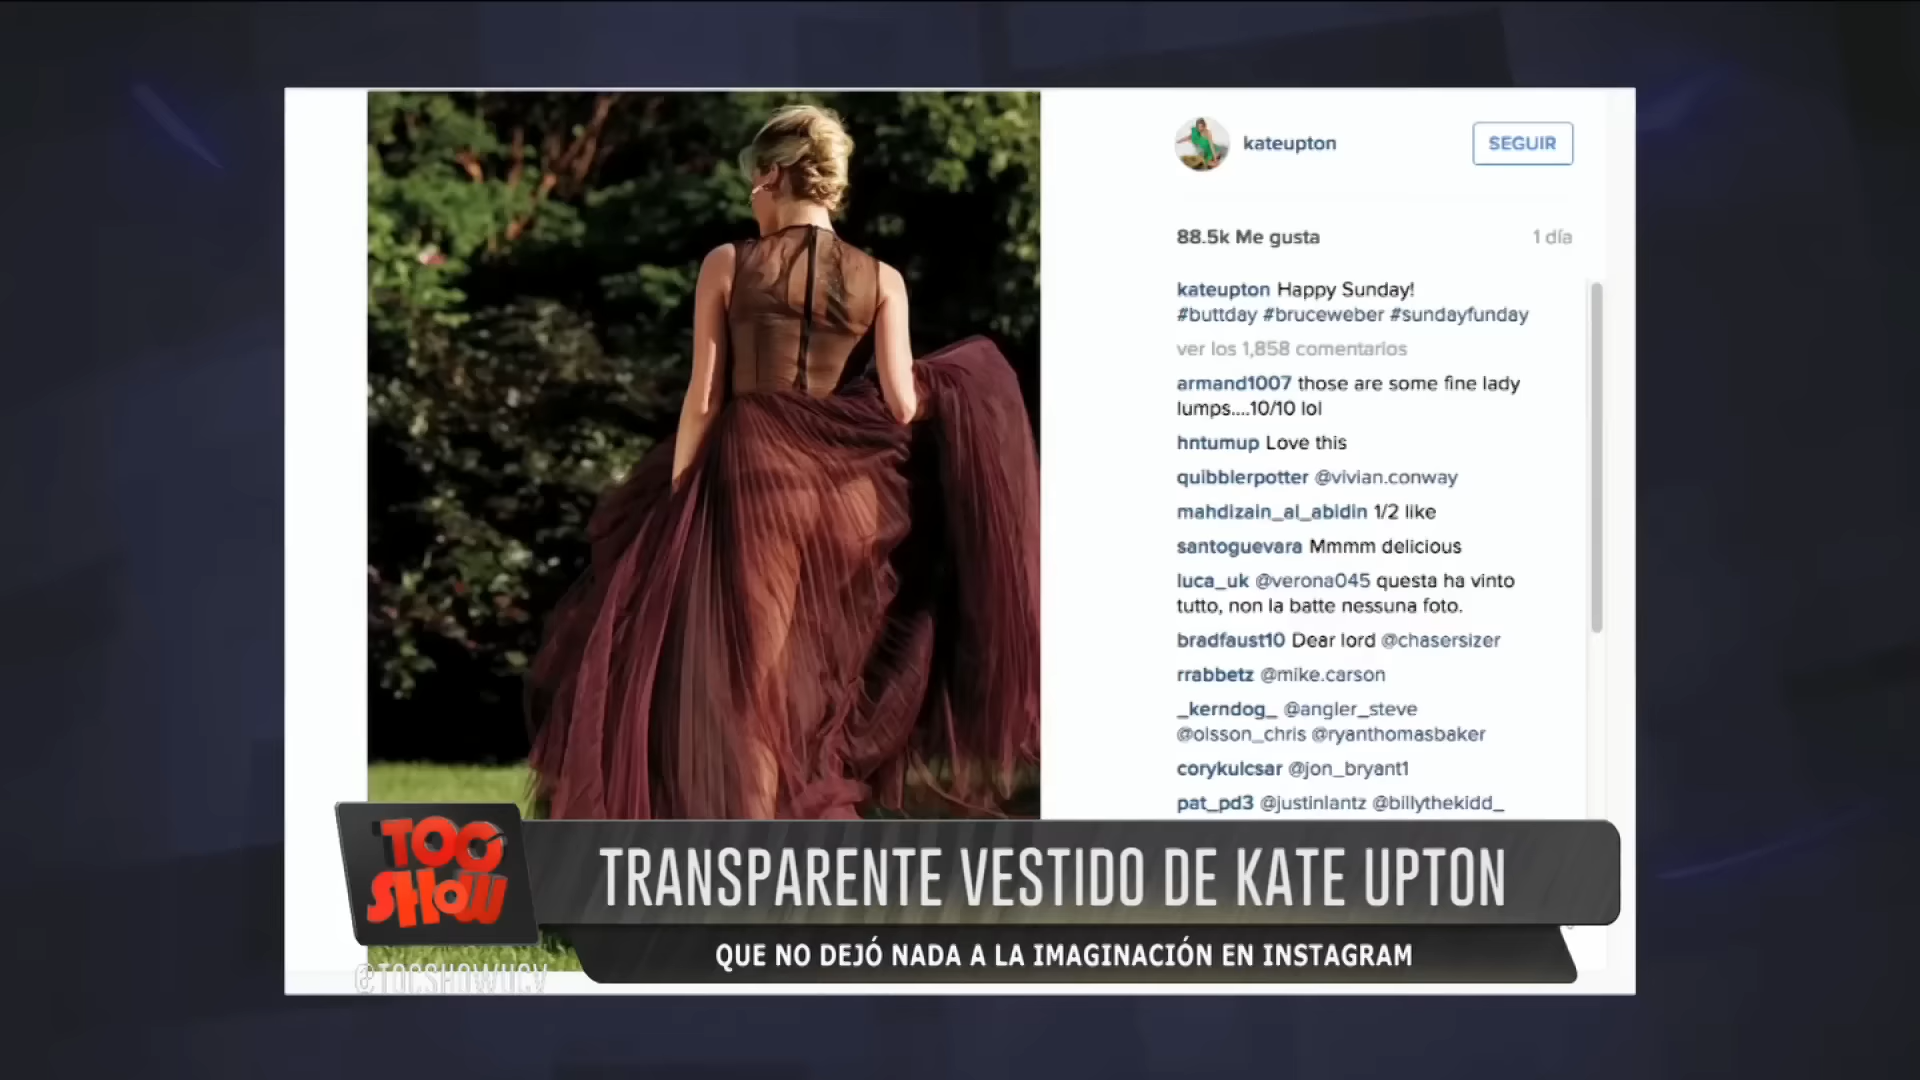 kateupton
SEGUIR
88.5k Me gusta
1 día
kateupton Happy Sunday!
#buttday #bruceweber #sundayfunday
ver los 1,858 comentarios
armand1007 those are some fine lady
lumps....10/10 lol
hntumup Love this
quibblerpotter @vivian.conway
mahdizain_al_abidin 1/2 like
santoguevara Mmmm delicious
luca_uk @verona045 questa ha vinto
tutto, non la batte nessuna foto.
bradfaust10 Dear lord @chasersizer
rrabbetz @mike.carson
_kerndog_ @angler_steve
@olsson_chris @ryanthomasbaker
corykulcsar @jon_bryant1
pat_pd3 @justinlantz @billythekidd_
TOC
SHOW
TRANSPARENTE VESTIDO DE KATE UPTON
QUE NO DEJÓ NADA A LA IMAGINACIÓN EN INSTAGRAM
@TOCSHOWUCV